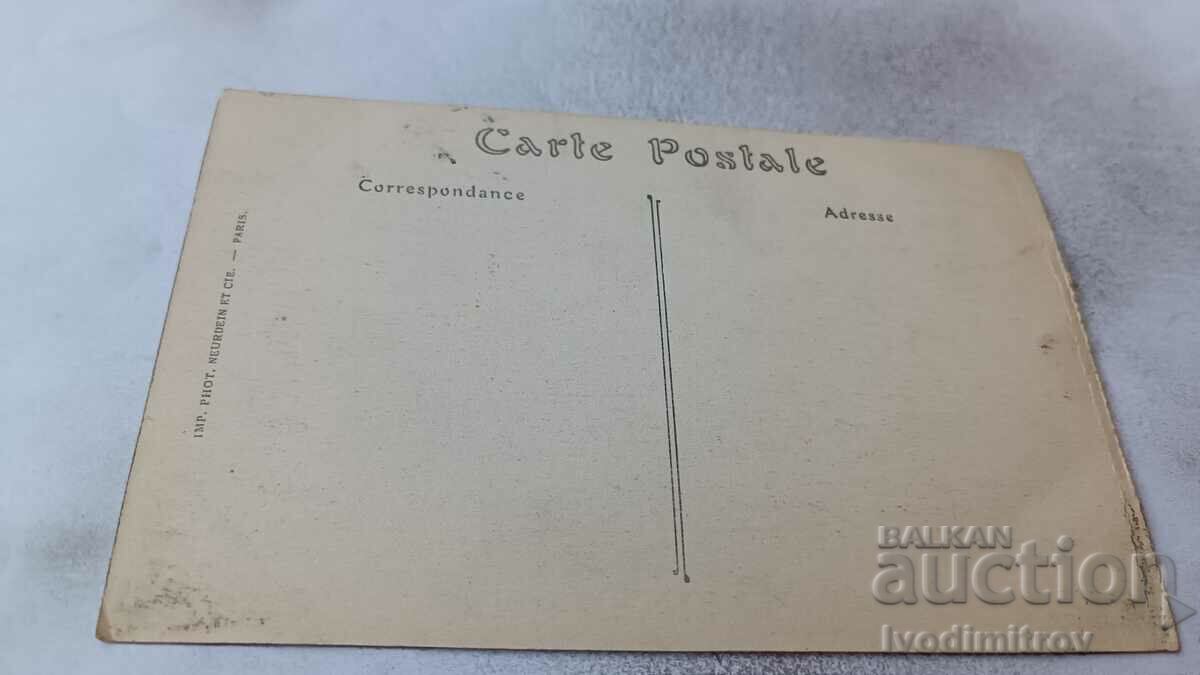 Carte Postale
Correspondance
Adresse
IMP. PHOT. NEURDEIN ET CIE. — PARIS.
BALKAN
auction
Ivodimitrov